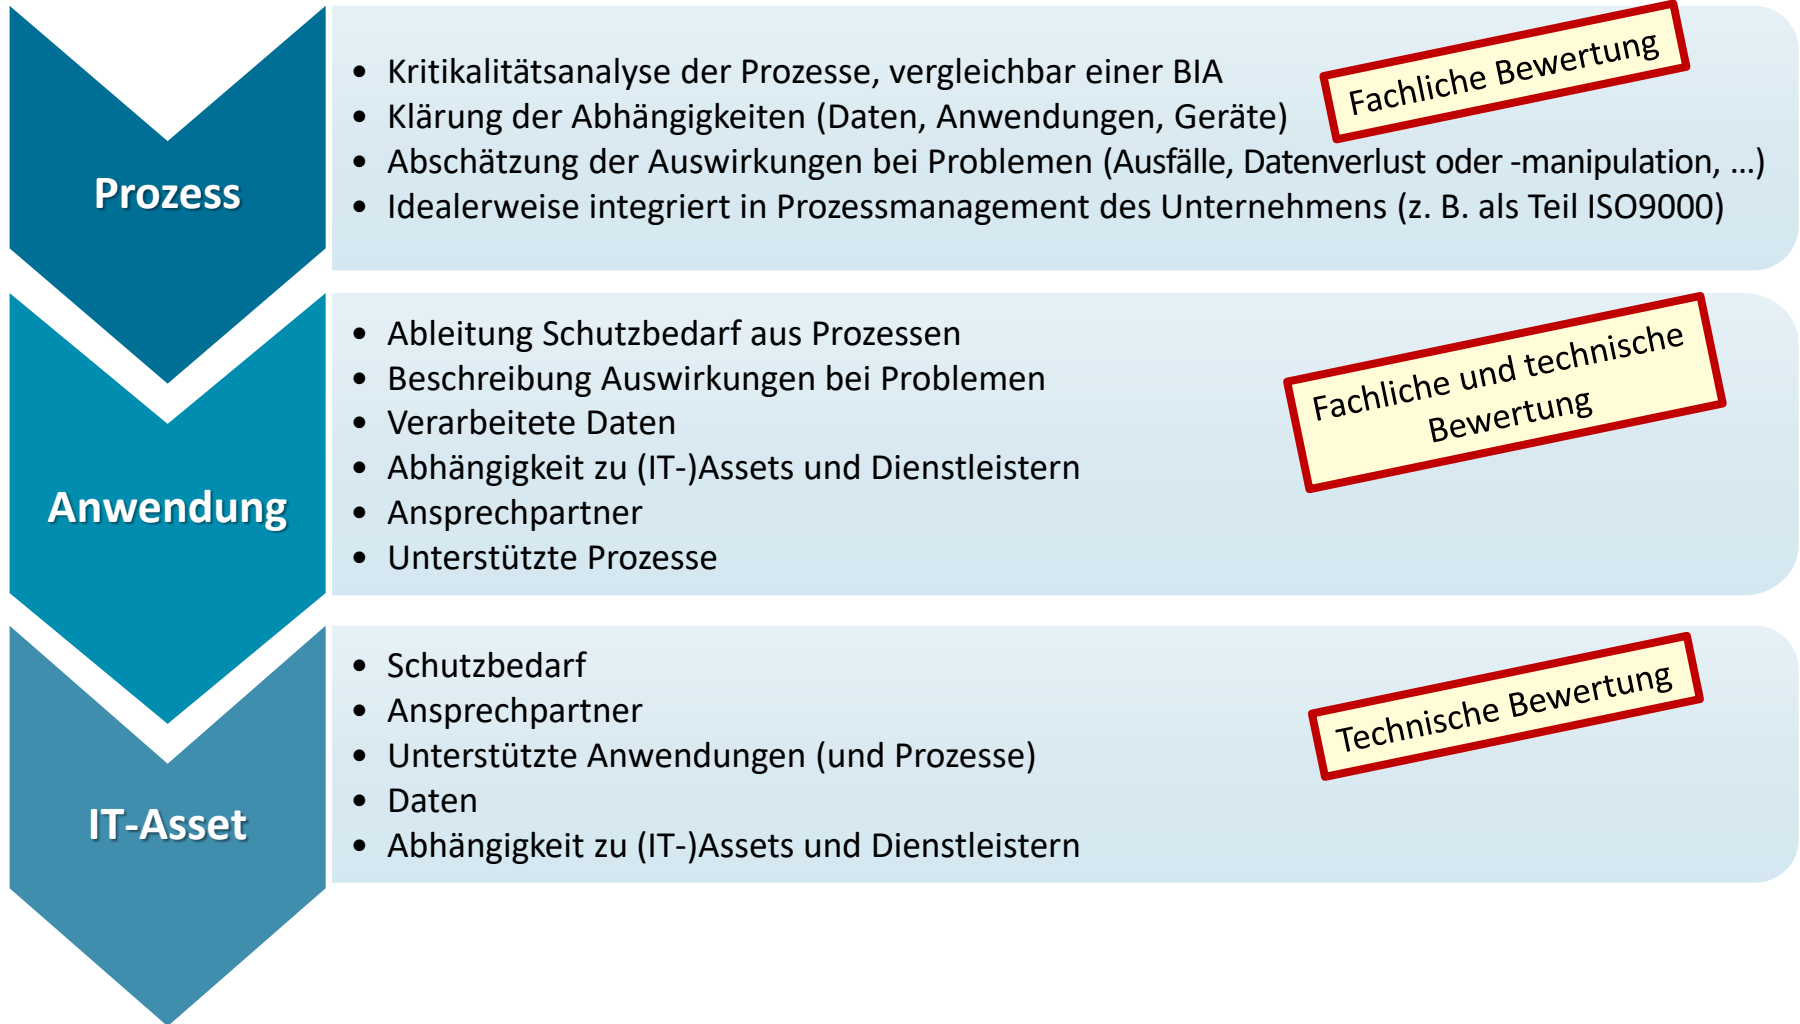 Prozess
• Kritikalitätsanalyse der Prozesse, vergleichbar einer BIA
• Klärung der Abhängigkeiten (Daten, Anwendungen, Geräte)
• Abschätzung der Auswirkungen bei Problemen (Ausfälle, Datenverlust oder -manipulation, …)
• Idealerweise integriert in Prozessmanagement des Unternehmens (z. B. als Teil ISO9000)
Fachliche Bewertung
Anwendung
• Ableitung Schutzbedarf aus Prozessen
• Beschreibung Auswirkungen bei Problemen
• Verarbeitete Daten
• Abhängigkeit zu (IT-)Assets und Dienstleistern
• Ansprechpartner
• Unterstützte Prozesse
Fachliche und technische
Bewertung
IT-Asset
• Schutzbedarf
• Ansprechpartner
• Unterstützte Anwendungen (und Prozesse)
• Daten
• Abhängigkeit zu (IT-)Assets und Dienstleistern
Technische Bewertung